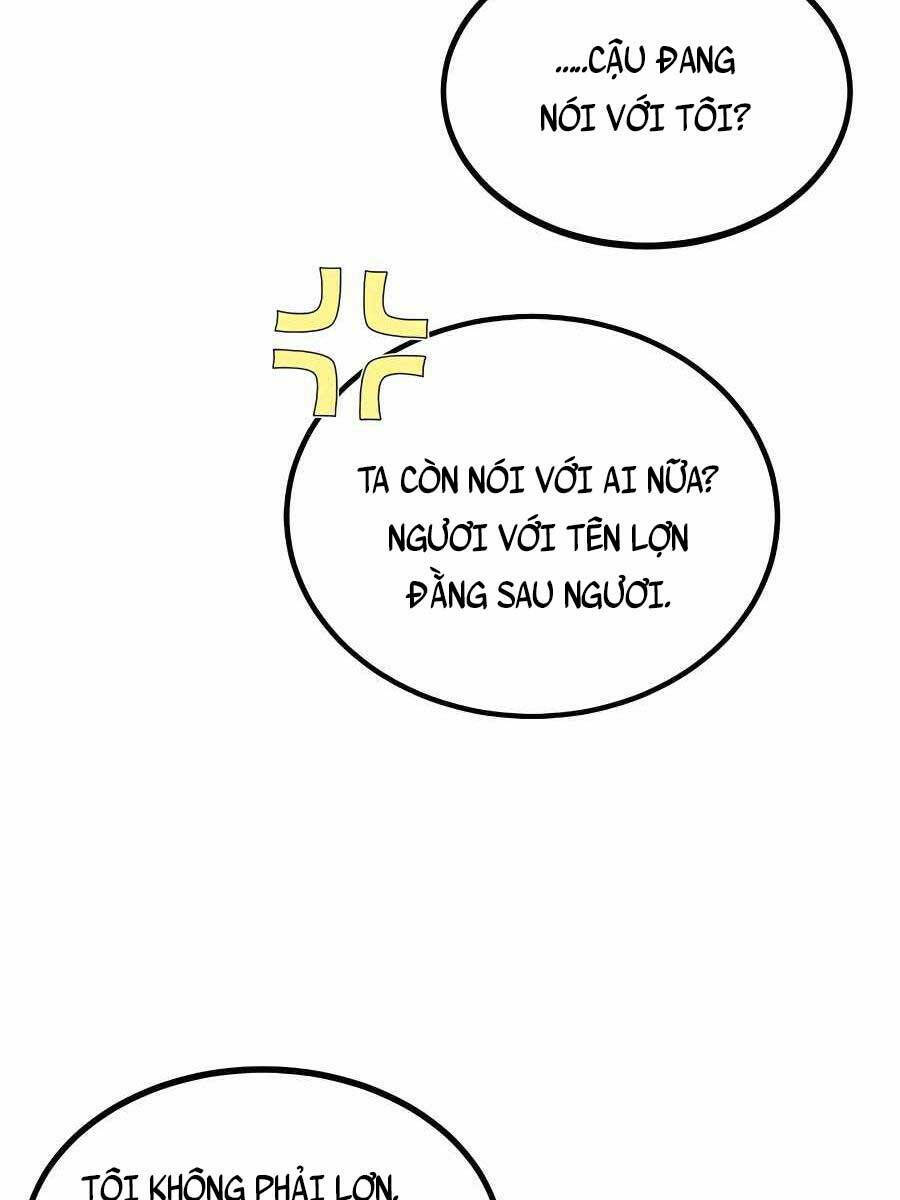 .....CẬU ĐANG
NÓI VỚI TÔI?
TA CÒN NÓI VỚI AI NỮA?
NGƯƠI VỚI TÊN LỢN
ĐẰNG SAU NGƯƠI.
TÔI KHÔNG PHẢI LỢN.